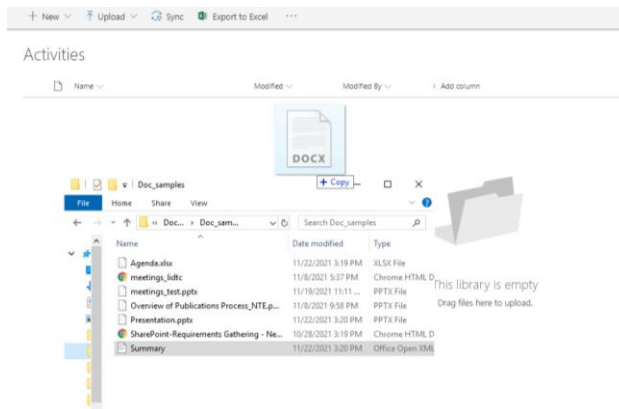 New Upload Sync Export to Excel ...
Activities
Name Modified Modified By Add column
DOCX
+ Copy
Doc_samples
File Home Share View
« Doc... › Doc_sam... Search Doc_samples
Name Date modified Type
Agenda.xlsx 11/22/2021 3:19 PM XLSX File
meetings_lidtc 11/8/2021 5:37 PM Chrome HTML D
meetings_test.pptx 11/19/2021 11:11 ... PPTX File
Overview of Publications Process_NTE.p... 11/8/2021 9:58 PM PPTX File
Presentation.pptx 11/22/2021 3:20 PM PPTX File
SharePoint-Requirements Gathering - Ne... 10/28/2021 3:19 PM Chrome HTML D
Summary 11/22/2021 3:20 PM Office Open XML
This library is empty
Drag files here to upload.